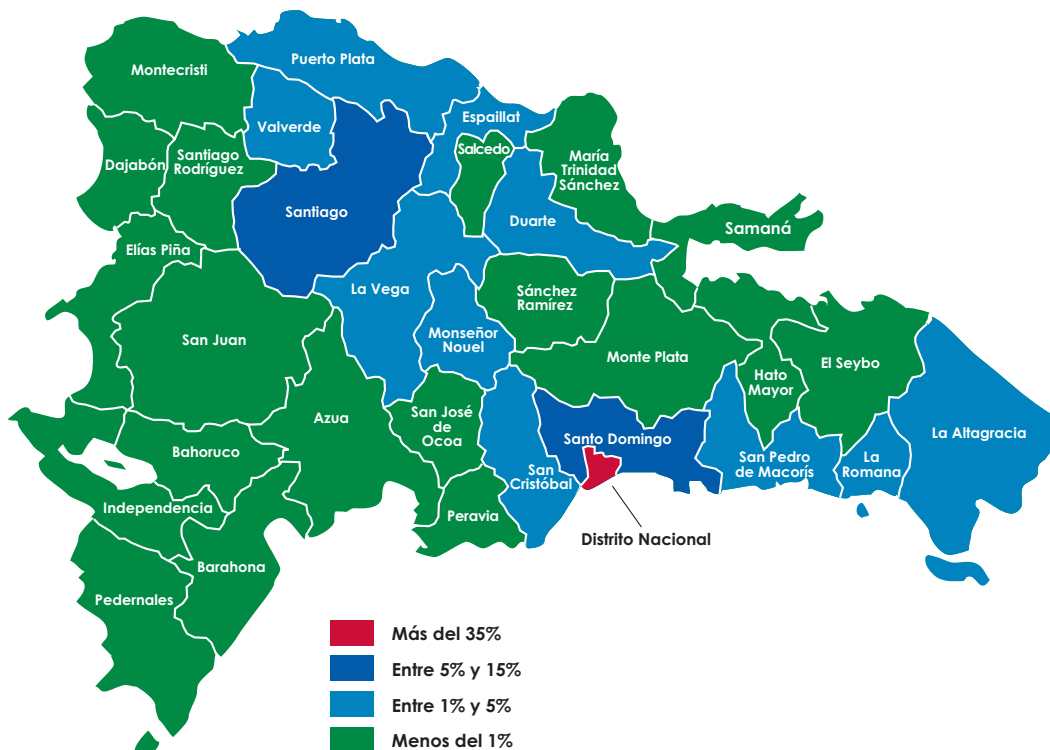 Montecristi
Puerto Plata
Valverde
Espaillat
Salcedo
Dajabón
Santiago
Rodríguez
María
Trinidad
Sánchez
Santiago
Duarte
Samaná
Elías Piña
La Vega
Sánchez
Ramírez
San Juan
Monseñor
Nouel
Monte Plata
El Seybo
Hato
Mayor
Azua
San José
de
Ocoa
Santo Domingo
La Altagracia
Bahoruco
San
Cristóbal
San Pedro
de Macorís
La
Romana
Independencia
Peravia
Distrito Nacional
Barahona
Pedernales
Más del 35%
Entre 5% y 15%
Entre 1% y 5%
Menos del 1%